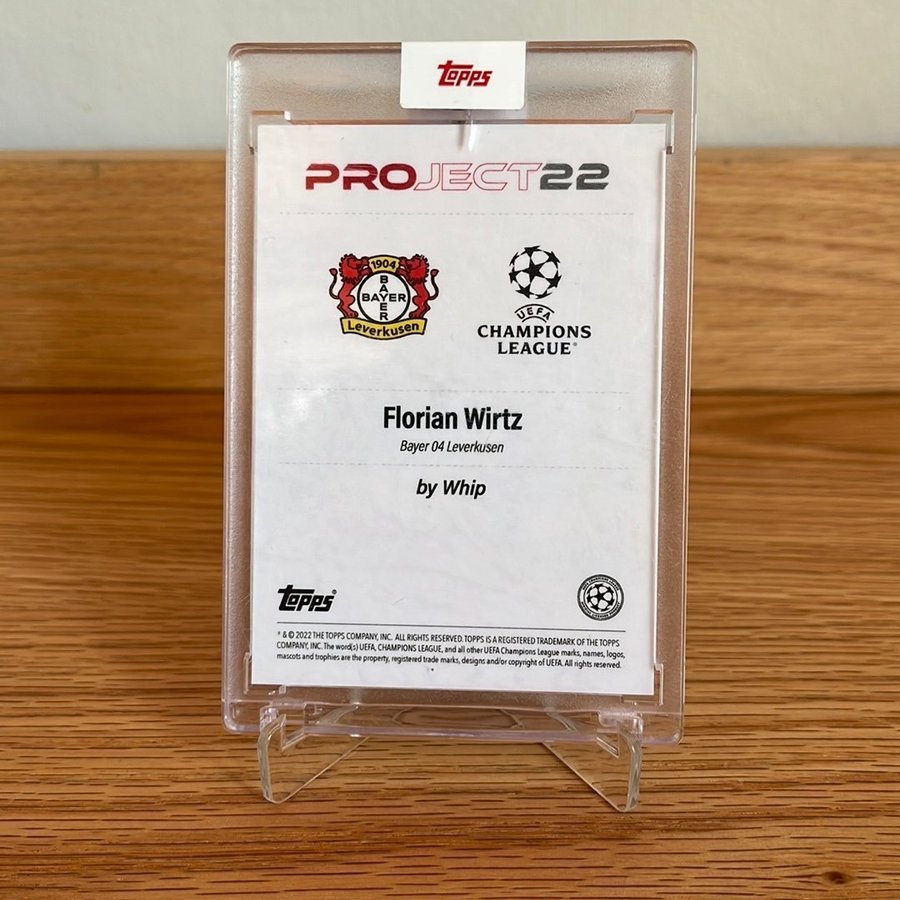 Topps
PROJECT22
1904
BAYER
BAYER
Leverkusen
UEFA
CHAMPIONS
LEAGUE®
Florian Wirtz
Bayer 04 Leverkusen
by Whip
Topps®
® & © 2022 THE TOPPS COMPANY, INC. ALL RIGHTS RESERVED. TOPPS IS A REGISTERED TRADEMARK OF THE TOPPS
COMPANY, INC. The word(s) UEFA, CHAMPIONS LEAGUE, and all other UEFA Champions League marks, names, logos,
mascots and trophies are the property, registered trade marks, designs and/or copyright of UEFA. All rights reserved.